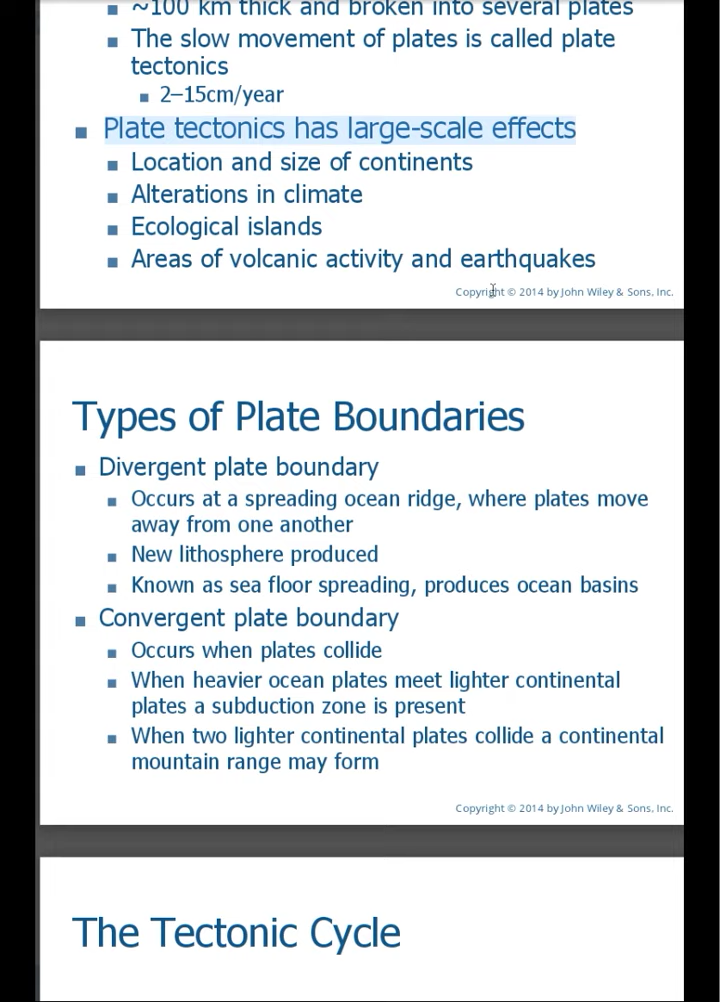 ~100 km thick and broken into several plates
The slow movement of plates is called plate
tectonics
2–15cm/year
Plate tectonics has large-scale effects
Location and size of continents
Alterations in climate
Ecological islands
Areas of volcanic activity and earthquakes
Copyright © 2014 by John Wiley & Sons, Inc.
Types of Plate Boundaries
Divergent plate boundary
Occurs at a spreading ocean ridge, where plates move
away from one another
New lithosphere produced
Known as sea floor spreading, produces ocean basins
Convergent plate boundary
Occurs when plates collide
When heavier ocean plates meet lighter continental
plates a subduction zone is present
When two lighter continental plates collide a continental
mountain range may form
Copyright © 2014 by John Wiley & Sons, Inc.
The Tectonic Cycle